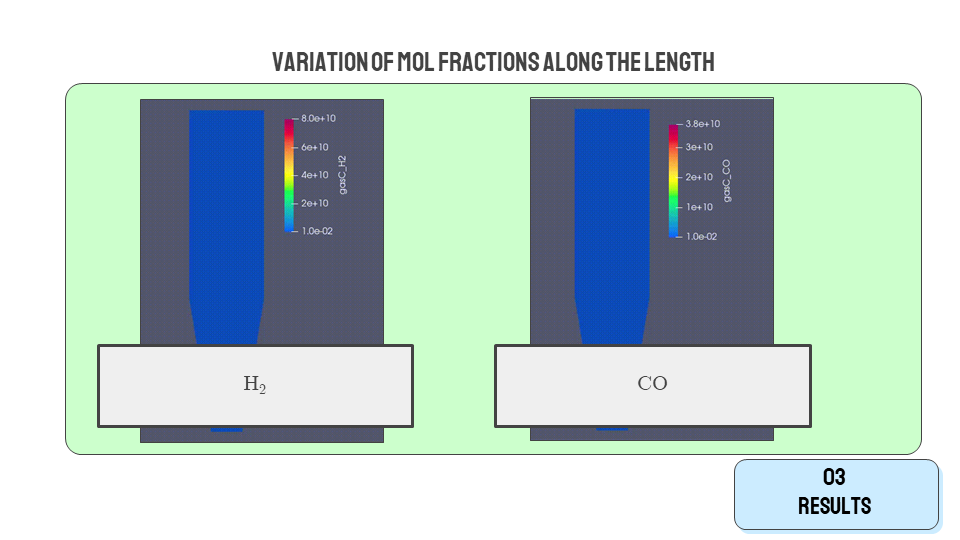 VARIATION OF MOL FRACTIONS ALONG THE LENGTH
8.0e+10
6e+10
4e+10
2e+10
1.0e-02
gasC_H2
3.8e+10
3e+10
2e+10
1e+10
1.0e-02
gasC_CO
H₂
CO
03
RESULTS